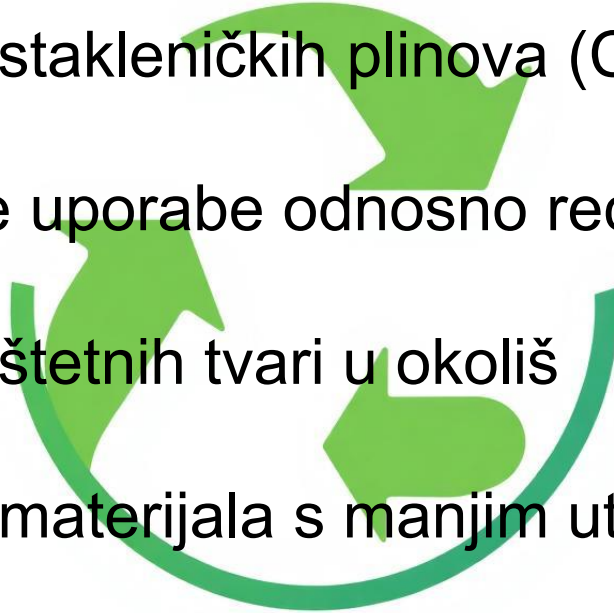 stakleničkih plinova (
e uporabe odnosno rec
štetnih tvari u okoliš
materijala s manjim ut